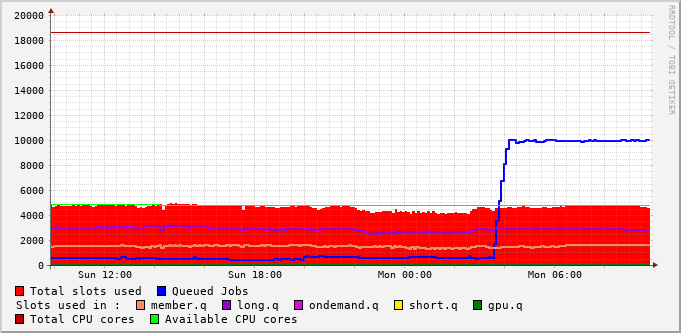 RRDTOOL / TOBI OETIKER
20000
18000
16000
14000
12000
10000
8000
6000
4000
2000
0
Sun 12:00 Sun 18:00 Mon 00:00 Mon 06:00
Total slots used Queued Jobs
Slots used in : member.q long.q ondemand.q short.q gpu.q
Total CPU cores Available CPU cores